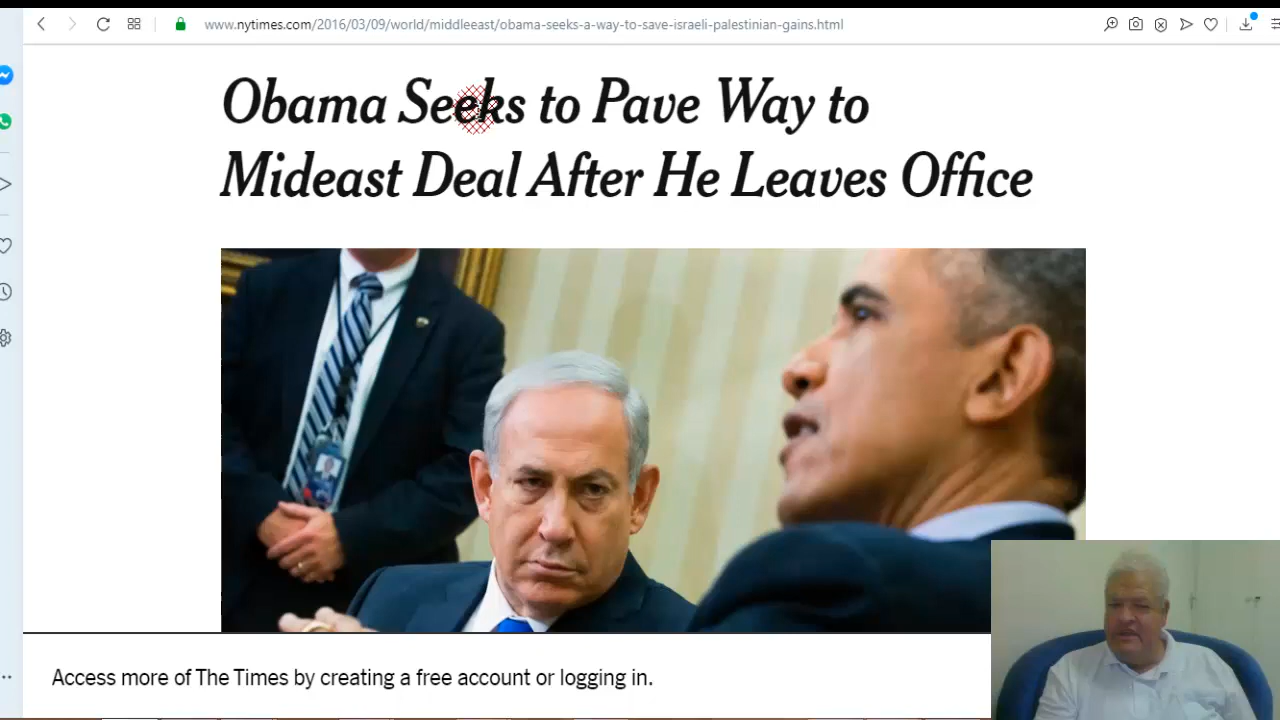 www.nytimes.com/2016/03/09/world/middleeast/obama-seeks-a-way-to-save-israeli-palestinian-gains.html
Obama Seeks to Pave Way to
Mideast Deal After He Leaves Office
Access more of The Times by creating a free account or logging in.